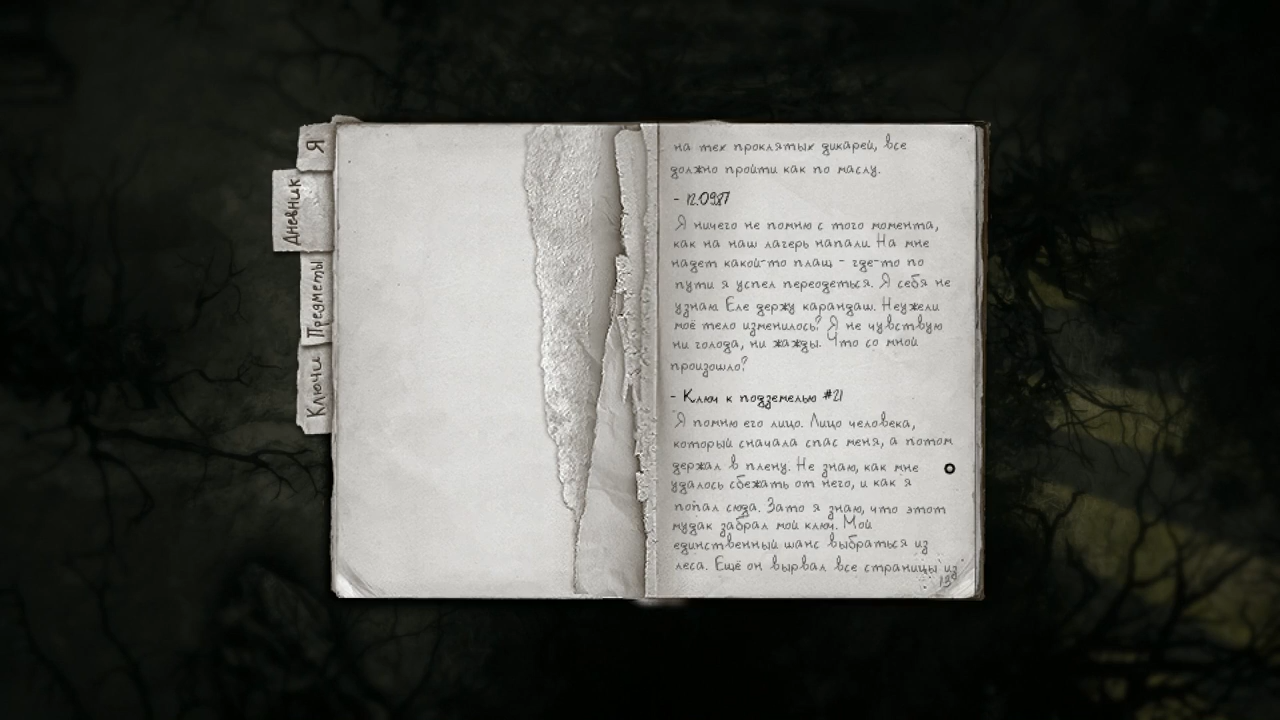 Я
Дневник
Предметы
Ключи
на тех проклятых дикарей, все
должно пройти как по маслу.
- 12.0987
Я ничего не помню с того момента,
как на наш лагерь напали. На мне
надет какой-то плащ - где-то по
пути я успел переодеться. Я себя не
узнаю. Еле держу карандаш. Неужели
моё тело изменилось? Я не чувствую
ни голода, ни жажды. Что со мной
произошло?
- Ключ к подземелью #21
Я помню его лицо. Лицо человека,
который сначала спас меня, а потом
держал в плену. Не знаю, как мне
удалось сбежать от него, и как я
попал сюда. Зато я знаю, что этот
мудак забрал мой ключ. Мой
единственный шанс выбраться из
леса. Ещё он вырвал все страницы из